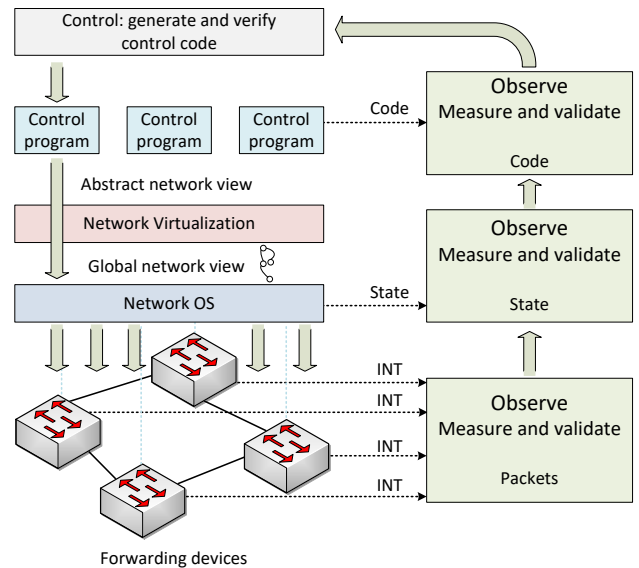 Control: generate and verify
control code
Control
program
Control
program
Control
program
Code
Observe
Measure and validate
Code
Abstract network view
Network Virtualization
Global network view
Network OS
State
Observe
Measure and validate
State
INT
INT
INT
INT
Observe
Measure and validate
Packets
Forwarding devices